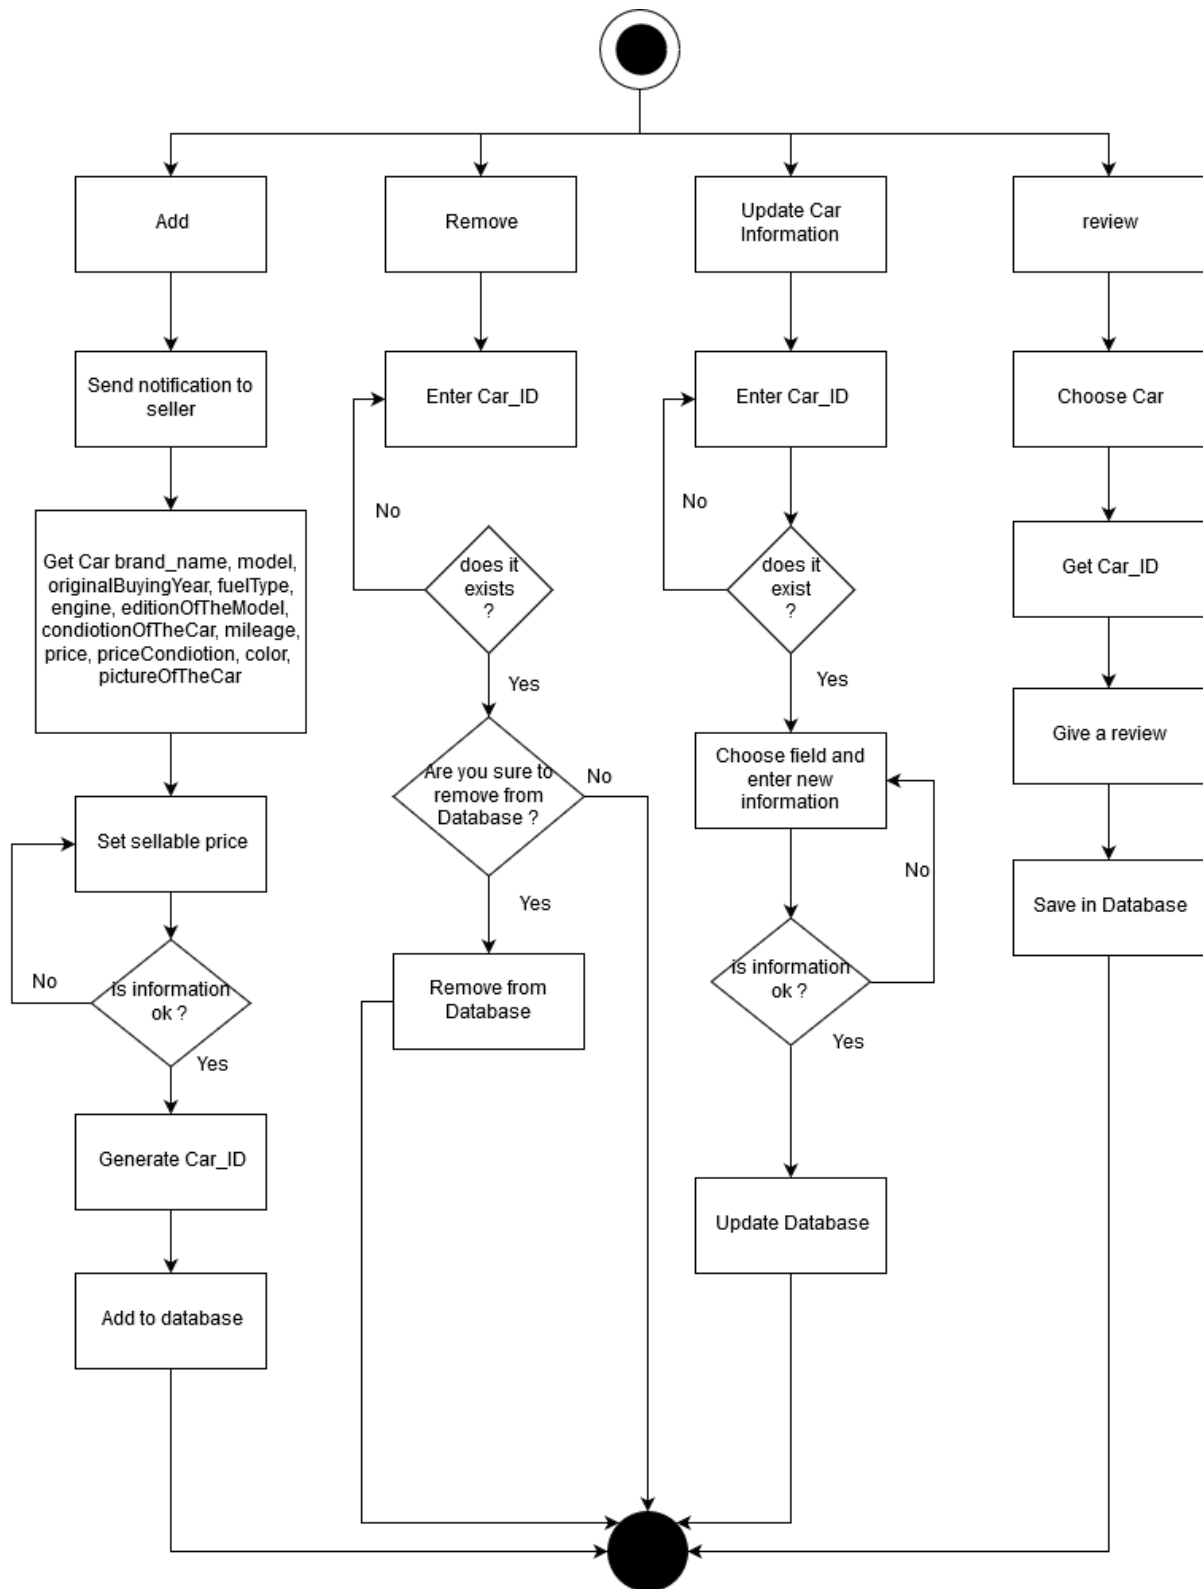 Add
Remove
Update Car
Information
review
Send notification to
seller
Enter Car_ID
Enter Car_ID
Choose Car
No
No
Get Car brand_name, model,
originalBuyingYear, fuelType,
engine, editionOfTheModel,
condiotionOfTheCar, mileage,
price, priceCondiotion, color,
pictureOfTheCar
does it
exists
?
does it
exist
?
Get Car_ID
Yes
Yes
Are you sure to
remove from
Database ?
No
Choose field and
enter new
information
Give a review
Set sellable price
No
Yes
Save in Database
is information
ok ?
No
Yes
Remove from
Database
is information
ok ?
Yes
Generate Car_ID
Update Database
Add to database